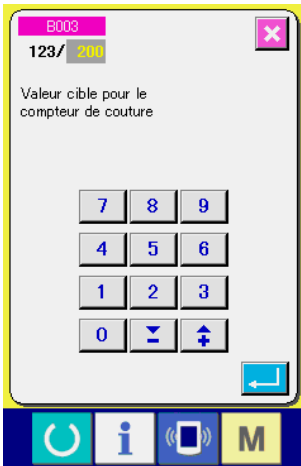 B003
123/ 200
Valeur cible pour le
compteur de couture
7 8 9
4 5 6
1 2 3
0
i M